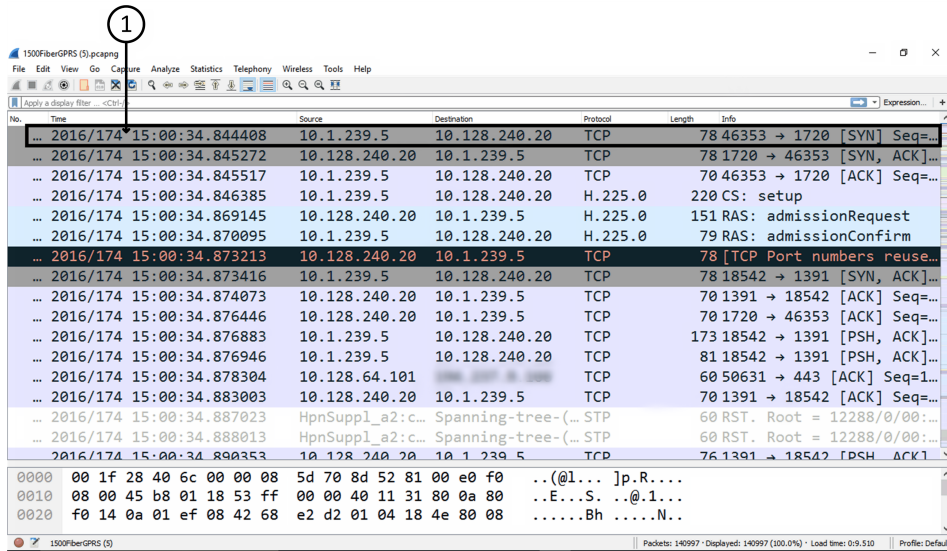 1
1500FiberGPRS (5).pcapng
File Edit View Go Capture Analyze Statistics Telephony Wireless Tools Help
Apply a display filter ... <Ctrl-/> Expression... +
No. Time Source Destination Protocol Length Info
... 2016/174 15:00:34.844408 10.1.239.5 10.128.240.20 TCP 78 46353 → 1720 [SYN] Seq=…
... 2016/174 15:00:34.845272 10.128.240.20 10.1.239.5 TCP 78 1720 → 46353 [SYN, ACK]…
... 2016/174 15:00:34.845517 10.1.239.5 10.128.240.20 TCP 70 46353 → 1720 [ACK] Seq=…
... 2016/174 15:00:34.846385 10.1.239.5 10.128.240.20 H.225.0 220 CS: setup
... 2016/174 15:00:34.869145 10.128.240.20 10.1.239.5 H.225.0 151 RAS: admissionRequest
... 2016/174 15:00:34.870095 10.1.239.5 10.128.240.20 H.225.0 79 RAS: admissionConfirm
... 2016/174 15:00:34.873213 10.128.240.20 10.1.239.5 TCP 78 [TCP Port numbers reuse…
... 2016/174 15:00:34.873416 10.1.239.5 10.128.240.20 TCP 78 18542 → 1391 [SYN, ACK]…
... 2016/174 15:00:34.874073 10.128.240.20 10.1.239.5 TCP 70 1391 → 18542 [ACK] Seq=…
... 2016/174 15:00:34.876446 10.128.240.20 10.1.239.5 TCP 70 1720 → 46353 [ACK] Seq=…
... 2016/174 15:00:34.876883 10.1.239.5 10.128.240.20 TCP 173 18542 → 1391 [PSH, ACK]…
... 2016/174 15:00:34.876946 10.1.239.5 10.128.240.20 TCP 81 18542 → 1391 [PSH, ACK]…
... 2016/174 15:00:34.878304 10.128.64.101 TCP 60 50631 → 443 [ACK] Seq=1…
... 2016/174 15:00:34.883003 10.128.240.20 10.1.239.5 TCP 70 1391 → 18542 [ACK] Seq=…
... 2016/174 15:00:34.887023 HpnSuppl_a2:c… Spanning-tree-(… STP 60 RST. Root = 12288/0/00:…
... 2016/174 15:00:34.888013 HpnSuppl_a2:c… Spanning-tree-(… STP 60 RST. Root = 12288/0/00:…
... 2016/174 15:00:34.890353 10.128.240.20 10.1.239.5 TCP 76 1391 → 18542 [PSH, ACK]…
0000 00 1f 28 40 6c 00 00 08 5d 70 8d 52 81 00 e0 f0 ..(@l... ]p.R....
0010 08 00 45 b8 01 18 53 ff 00 00 40 11 31 80 0a 80 ..E...S. ..@.1...
0020 f0 14 0a 01 ef 08 42 68 e2 d2 01 04 18 4e 80 08 ......Bh .....N..
1500FiberGPRS (5) Packets: 140997 · Displayed: 140997 (100.0%) · Load time: 0:9.510 Profile: Defau